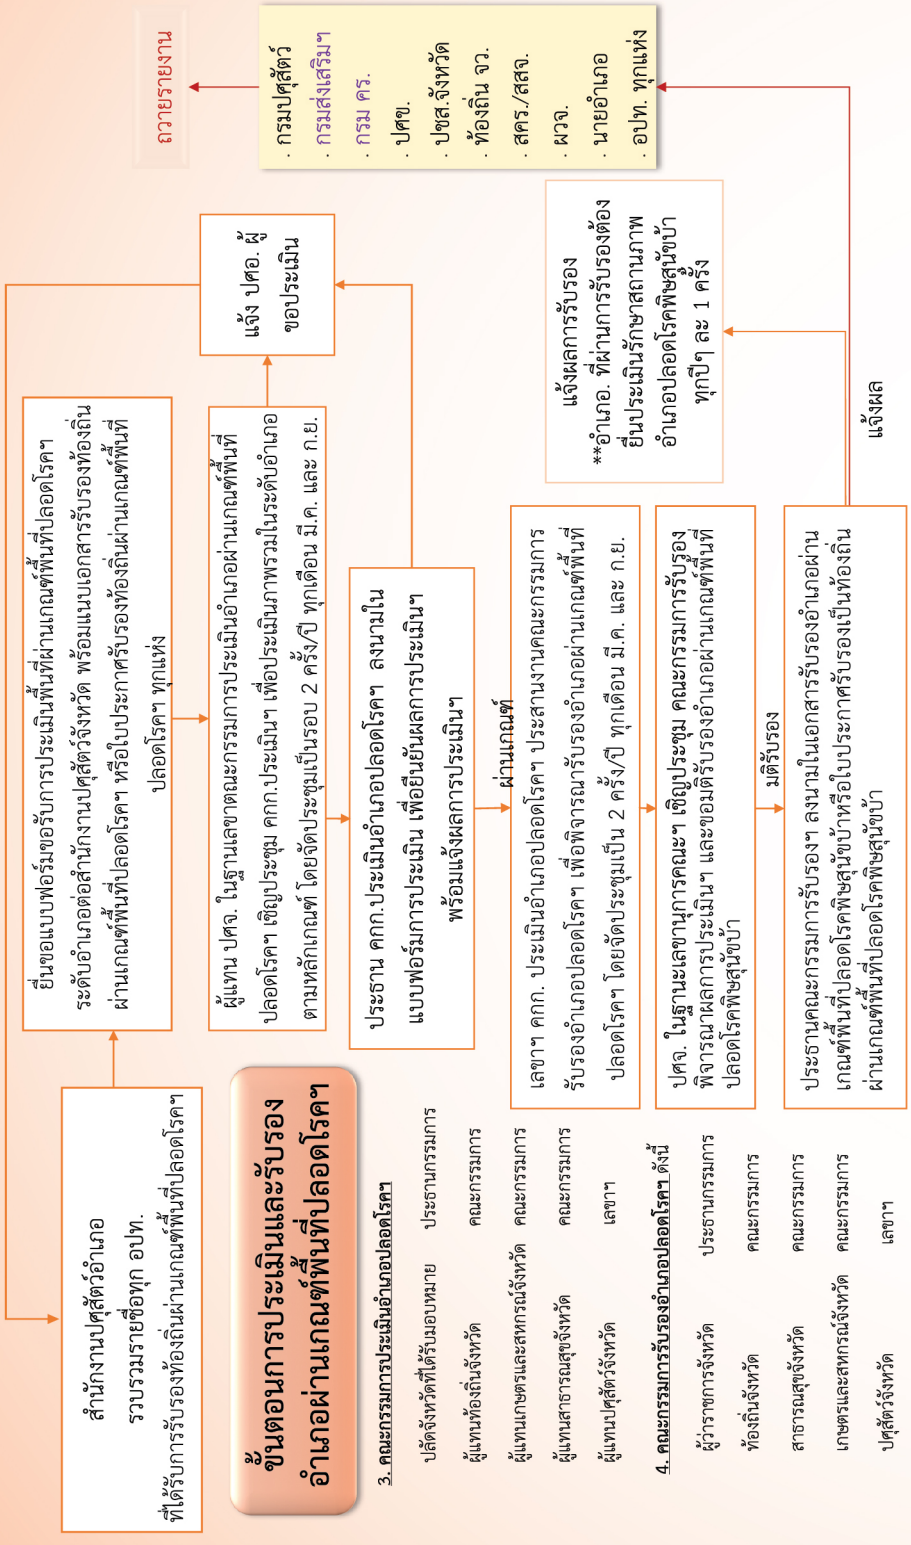 สำนักงานปศุสัตว์อำเภอ
รวบรวมรายชื่อทุก อปท.
ที่ได้รับการรับรองท้องถิ่นผ่านเกณฑ์พื้นที่ปลอดโรคฯ
ยื่นขอแบบฟอร์มขอรับการประเมินพื้นที่ผ่านเกณฑ์พื้นที่ปลอดโรคฯ
ระดับอำเภอต่อสำนักงานปศุสัตว์จังหวัด พร้อมแนบเอกสารรับรองท้องถิ่น
ผ่านเกณฑ์พื้นที่ปลอดโรคฯ หรือใบประกาศรับรองท้องถิ่นผ่านเกณฑ์พื้นที่
ปลอดโรคฯ ทุกแห่ง
ขั้นตอนการประเมินและรับรอง
อำเภอผ่านเกณฑ์พื้นที่ปลอดโรคฯ
ผู้แทน ปศจ. ในฐานเลขาตณะกรรมการประเมินอำเภอผ่านเกณฑ์พื้นที่
ปลอดโรคฯ เชิญประชุม คกก.ประเมินฯ เพื่อประเมินภาพรวมในระดับอำเภอ
ตามหลักเกณฑ์ โดยจัดประชุมเป็นรอบ 2 ครั้ง/ปี ทุกเดือน มี.ค. และ ก.ย.
แจ้ง ปศอ. ผู้
ขอประเมิน
ประธาน คกก.ประเมินอำเภอปลอดโรคฯ ลงนามใน
แบบฟอร์มการประเมิน เพื่อยืนยันผลการประเมินฯ
พร้อมแจ้งผลการประเมินฯ
ผ่านเกณฑ์
เลขาฯ คกก. ประเมินอำเภอปลอดโรคฯ ประสานงานคณะกรรมการ
รับรองอำเภอปลอดโรคฯ เพื่อพิจารณารับรองอำเภอผ่านเกณฑ์พื้นที่
ปลอดโรคฯ โดยจัดประชุมเป็น 2 ครั้ง/ปี ทุกเดือน มี.ค. และ ก.ย.
ปศจ. ในฐานะเลขานุการคณะฯ เชิญประชุม คณะกรรมการรับรอง
พิจารณาผลการประเมินฯ และขอมติรับรองอำเภอผ่านเกณฑ์พื้นที่
ปลอดโรคพิษสุนัขบ้า
มติรับรอง
ประธานคณะกรรมการรับรองฯ ลงนามในเอกสารรับรองอำเภอผ่าน
เกณฑ์พื้นที่ปลอดโรคพิษสุนัขบ้าหรือใบประกาศรับรองเป็นท้องถิ่น
ผ่านเกณฑ์พื้นที่ปลอดโรคพิษสุนัขบ้า
แจ้งผลการรับรอง
**อำเภอ. ที่ผ่านการรับรองต้อง
ยื่นประเมินรักษาสถานภาพ
อำเภอปลอดโรคพิษสุนัขบ้า
ทุกปีๆ ละ 1 ครั้ง
แจ้งผล
ถวายรายงาน
. กรมปศุสัตว์
. กรมส่งเสริมฯ
. กรม คร.
. ปศข.
. ปชส.จังหวัด
. ท้องถิ่น จว.
. สคร./สสจ.
. ผวจ.
. นายอำเภอ
. อปท. ทุกแห่ง
3. คณะกรรมการประเมินอำเภอปลอดโรคฯ
ปลัดจังหวัดที่ได้รับมอบหมาย ประธานกรรมการ
ผู้แทนท้องถิ่นจังหวัด คณะกรรมการ
ผู้แทนเกษตรและสหกรณ์จังหวัด คณะกรรมการ
ผู้แทนสาธารณสุขจังหวัด คณะกรรมการ
ผู้แทนปศุสัตว์จังหวัด เลขาฯ
4. คณะกรรมการรับรองอำเภอปลอดโรคฯ ดังนี้
ผู้ว่าราชการจังหวัด ประธานกรรมการ
ท้องถิ่นจังหวัด คณะกรรมการ
สาธารณสุขจังหวัด คณะกรรมการ
เกษตรและสหกรณ์จังหวัด คณะกรรมการ
ปศุสัตว์จังหวัด เลขาฯ